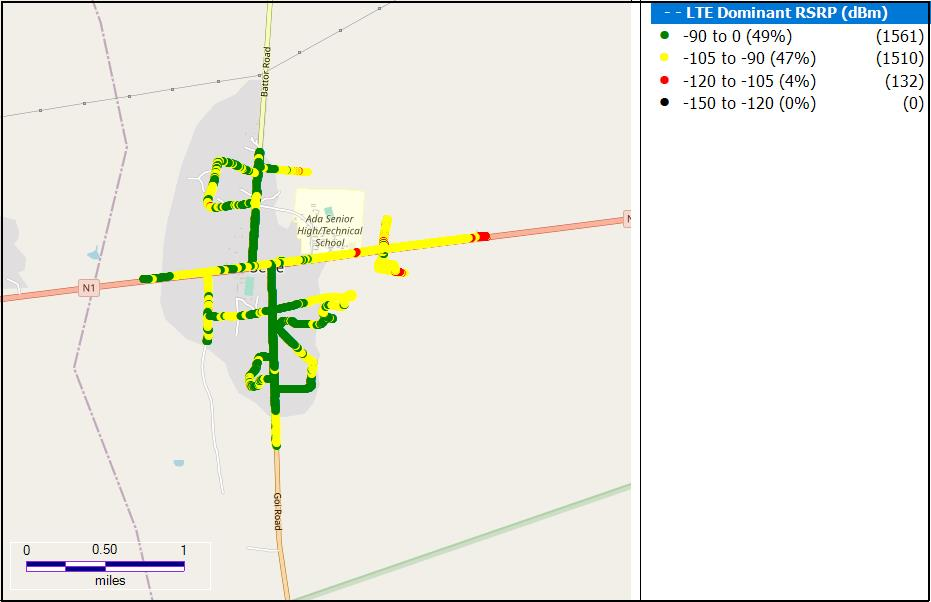 - - LTE Dominant RSRP (dBm)
-90 to 0 (49%) (1561)
-105 to -90 (47%) (1510)
-120 to -105 (4%) (132)
-150 to -120 (0%) (0)
Battor Road
Ada Senior
High/Technical
School
N1
Goi Road
0 0.50 1
miles